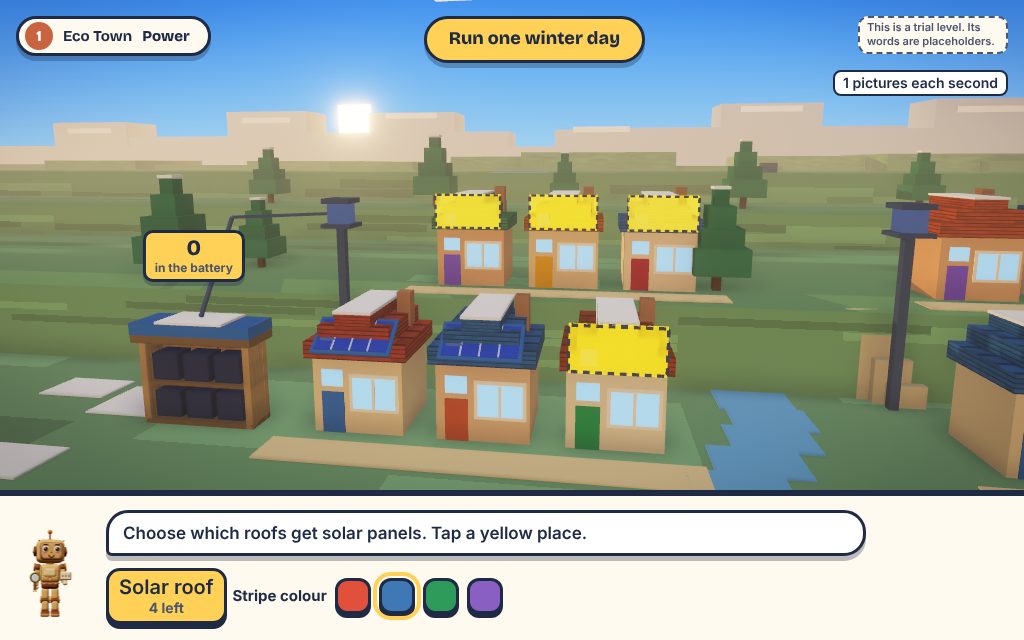 1 Eco Town Power
Run one winter day
This is a trial level. Its
words are placeholders.
1 pictures each second
0
in the battery
Choose which roofs get solar panels. Tap a yellow place.
Solar roof
4 left
Stripe colour